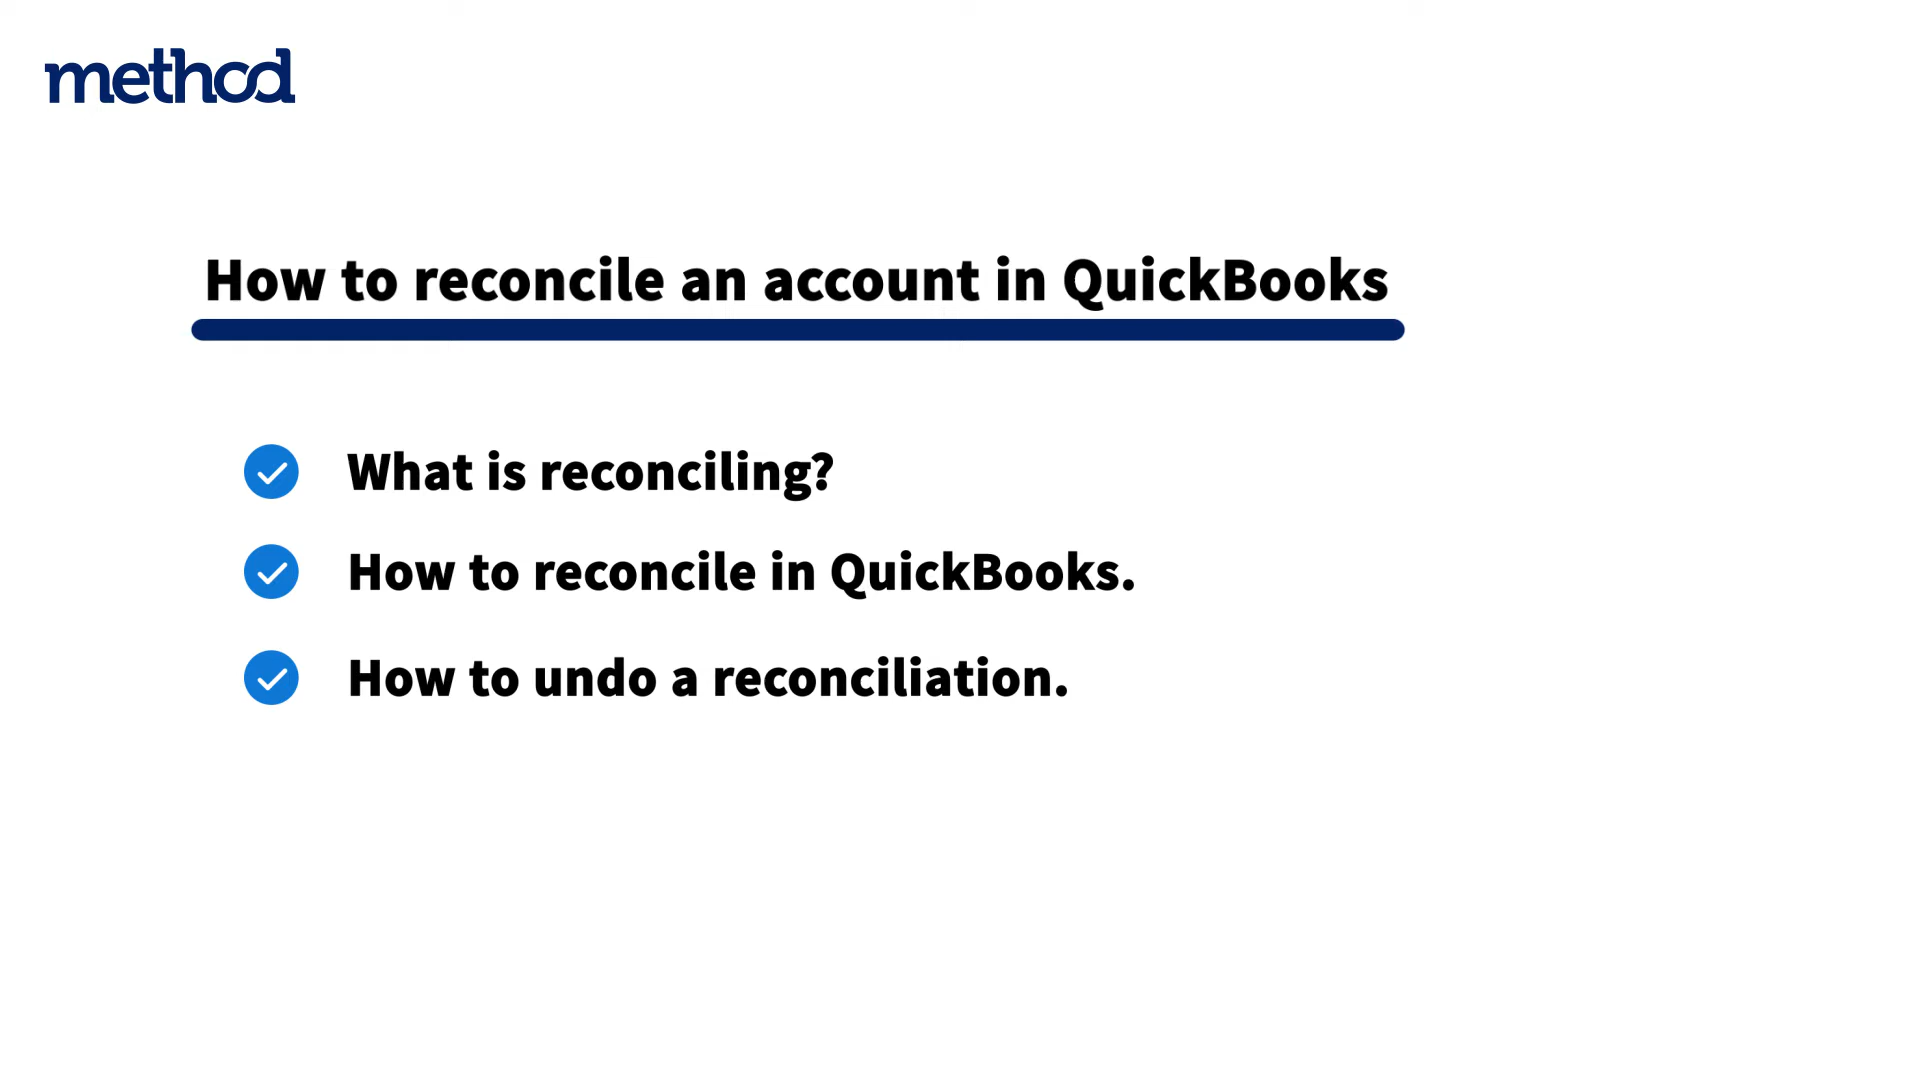 method
How to reconcile an account in QuickBooks
What is reconciling?
How to reconcile in QuickBooks.
How to undo a reconciliation.